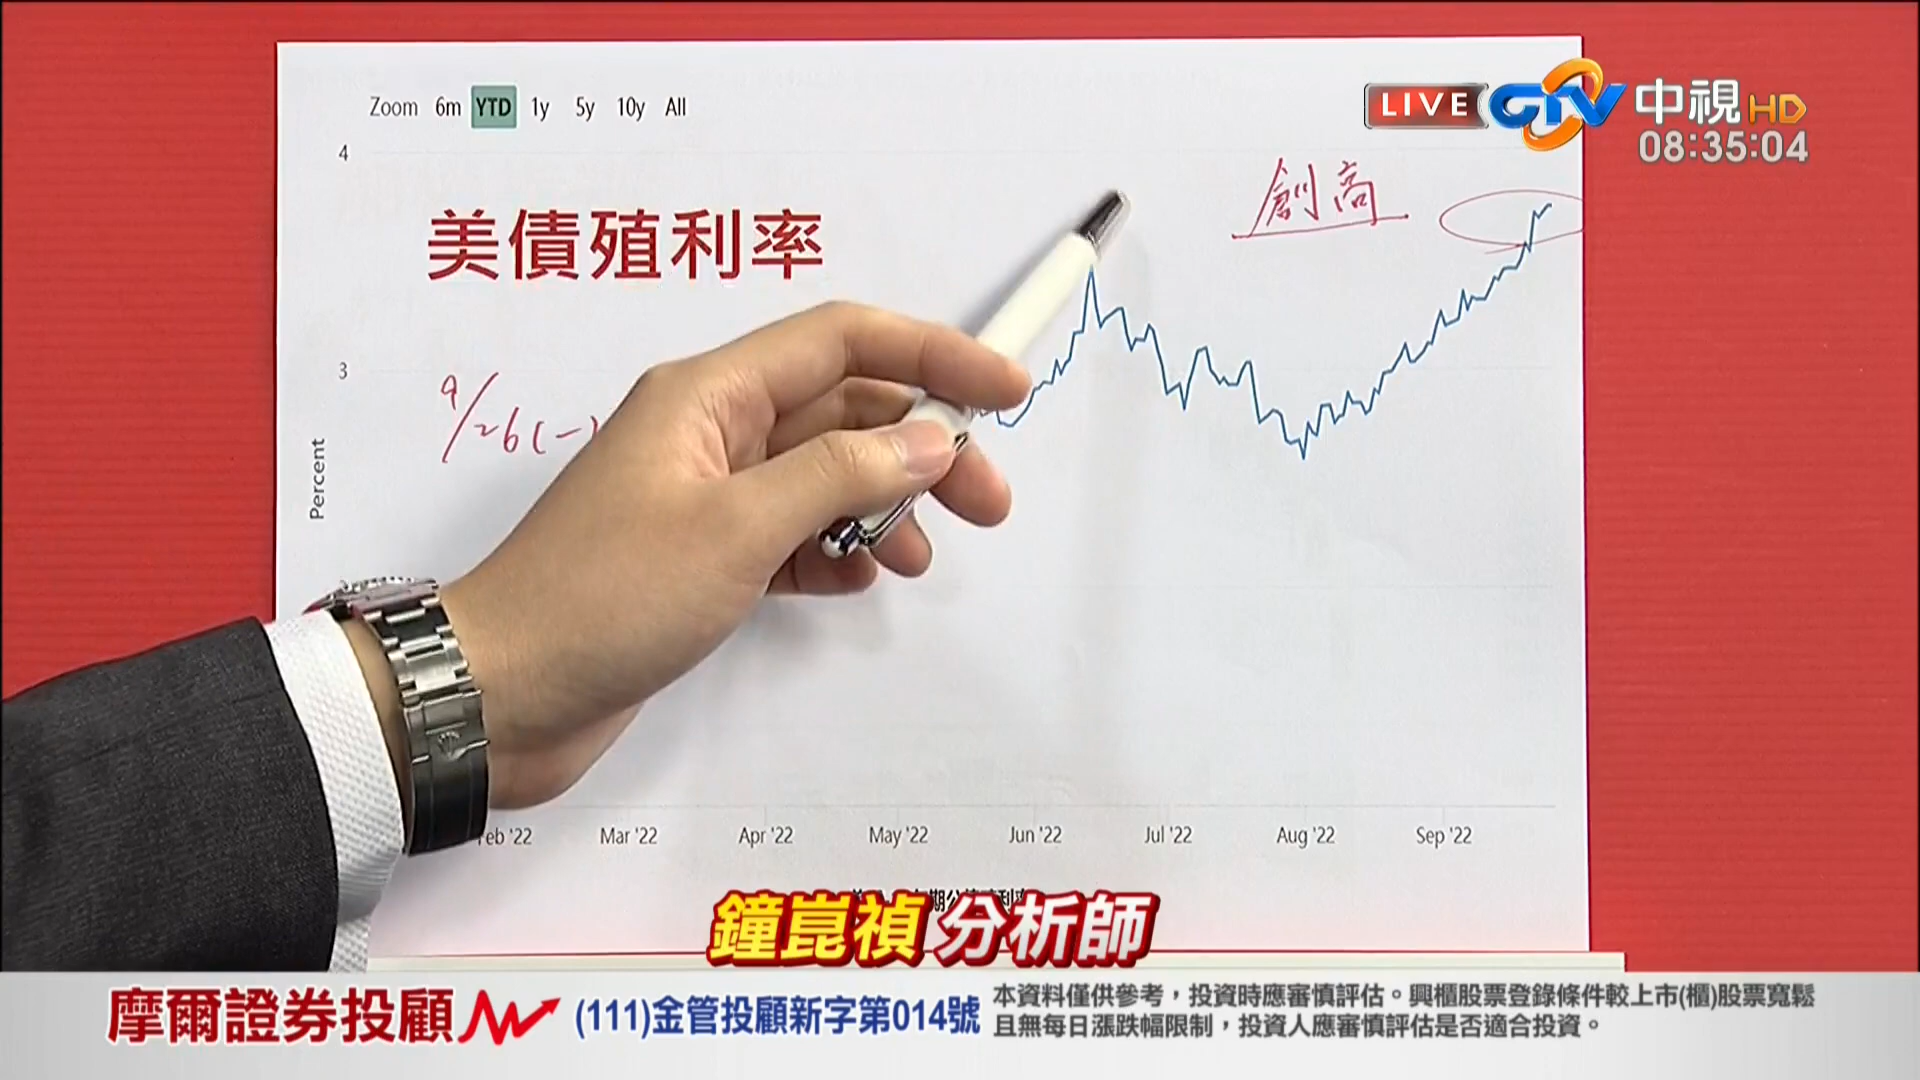 Zoom 6m YTD 1y 5y 10y All
LIVE CTV 中視 HD
08:35:04
4
創高
美債殖利率
3
9/26(一)
Percent
Feb '22 Mar '22 Apr '22 May '22 Jun '22 Jul '22 Aug '22 Sep '22
鐘崑禎 分析師
摩爾證券投顧 (111)金管投顧新字第014號
本資料僅供參考，投資時應審慎評估。興櫃股票登錄條件較上市(櫃)股票寬鬆
且無每日漲跌幅限制，投資人應審慎評估是否適合投資。